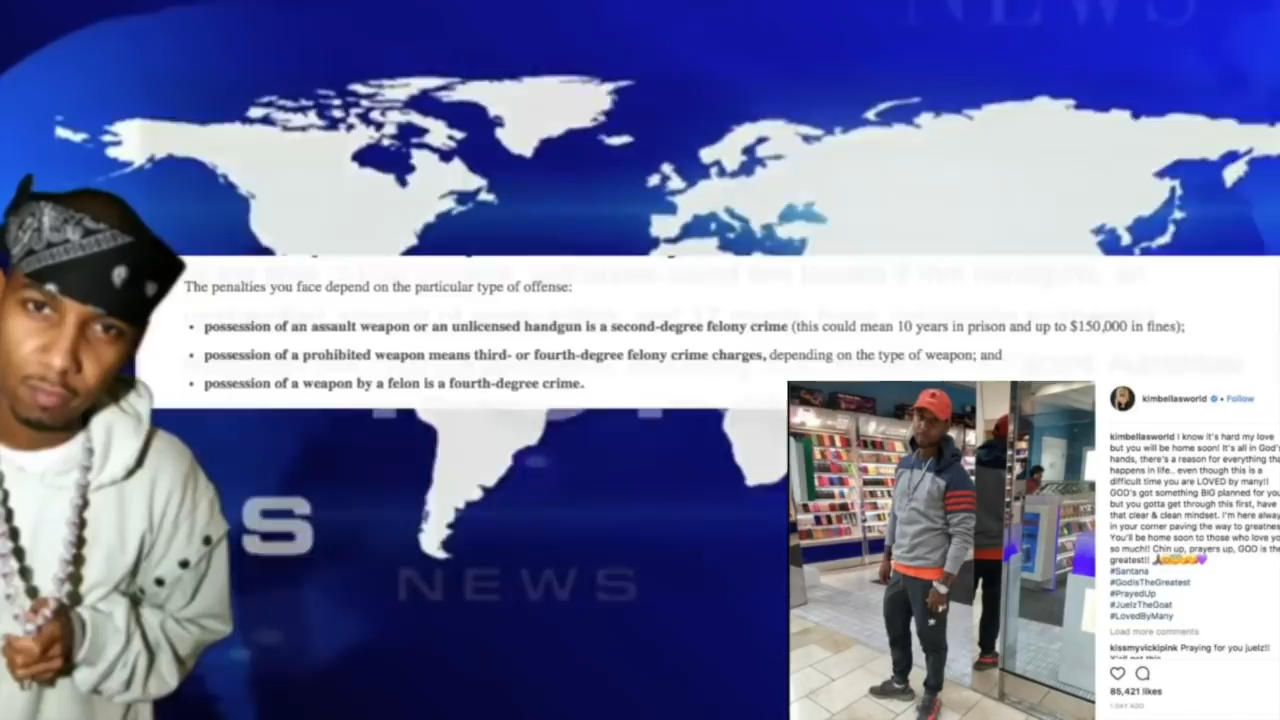 NEWS
The penalties you face depend on the particular type of offense:
• possession of an assault weapon or an unlicensed handgun is a second-degree felony crime (this could mean 10 years in prison and up to $150,000 in fines);
• possession of a prohibited weapon means third- or fourth-degree felony crime charges, depending on the type of weapon; and
• possession of a weapon by a felon is a fourth-degree crime.
S
NEWS
kimbellasworld • Follow
kimbellasworld I know it's hard my love
but you will be home soon! It's all in God's
hands, there's a reason for everything tha
happens in life.. even though this is a
difficult time you are LOVED by many!!
GOD's got something BIG planned for you
but you gotta get through this first, have
that clear & clean mindset. I'm here alway
in your corner paving the way to greatnes
You'll be home soon to those who love yo
so much!! Chin up, prayers up, GOD is the
greatest!!
#Santana
#GodIsTheGreatest
#PrayedUp
#JuelzTheGoat
#LovedByMany
Load more comments
kissmyvickipink Praying for you juelz!!
85,421 likes
1 DAY AGO